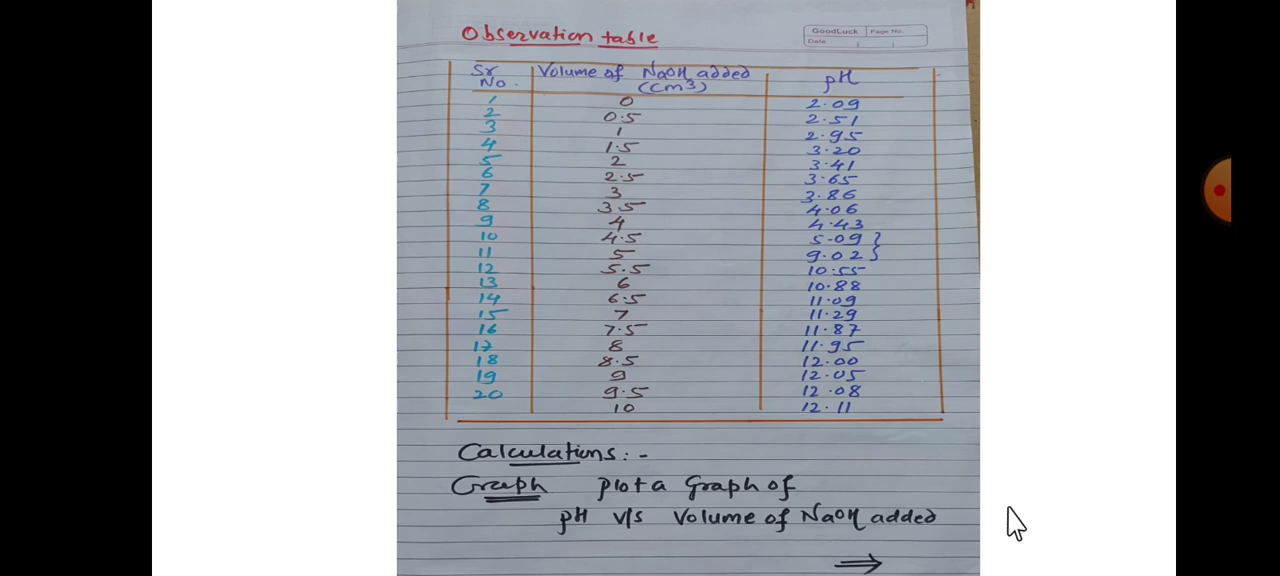 Observation table
GoodLuck Page No.
Date
Sr No. Volume of NaOH added (cm3) pH
1 0 2.09
2 0.5 2.51
3 1 2.95
4 1.5 3.20
5 2 3.41
6 2.5 3.65
7 3 3.86
8 3.5 4.06
9 4 4.43
10 4.5 5.09 }
11 5 9.02 }
12 5.5 10.55
13 6 10.88
14 6.5 11.09
15 7 11.29
16 7.5 11.87
17 8 11.95
18 8.5 12.00
19 9 12.05
20 9.5 12.08
10 12.11
Calculations:-
Graph plot a Graph of
pH v/s Volume of NaOH added
⇒